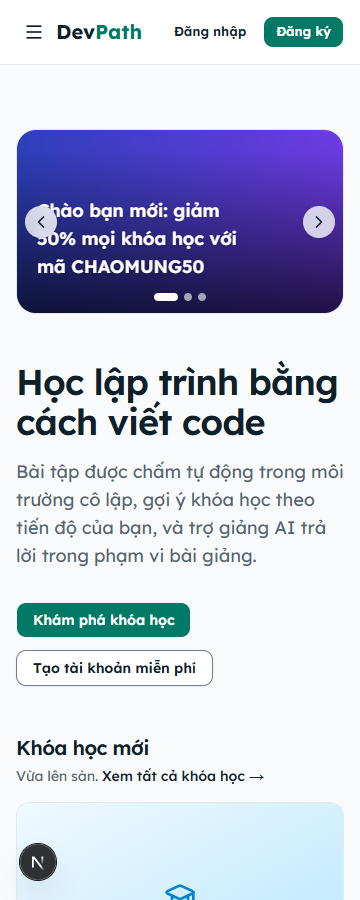 DevPath
Đăng nhập
Đăng ký
Chào bạn mới: giảm
50% mọi khóa học với
mã CHAOMUNG50
Học lập trình bằng
cách viết code
Bài tập được chấm tự động trong môi
trường cô lập, gợi ý khóa học theo
tiến độ của bạn, và trợ giảng AI trả
lời trong phạm vi bài giảng.
Khám phá khóa học
Tạo tài khoản miễn phí
Khóa học mới
Vừa lên sàn. Xem tất cả khóa học →
N